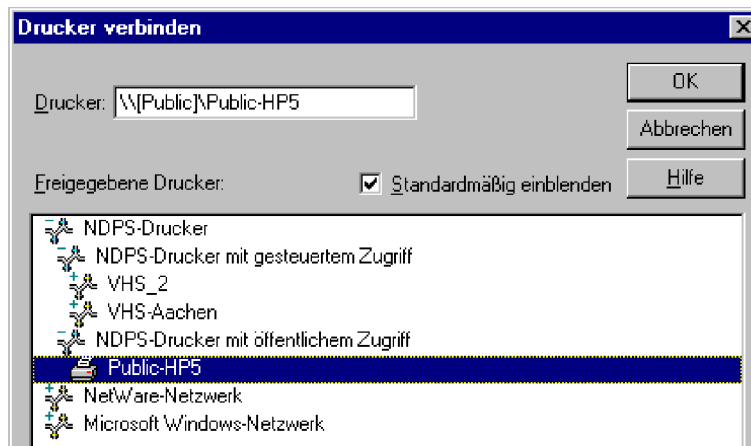 Drucker verbinden
Drucker: \\[Public]\Public-HP5
OK
Abbrechen
Hilfe
Freigegebene Drucker:
Standardmäßig einblenden
NDPS-Drucker
NDPS-Drucker mit gesteuertem Zugriff
VHS_2
VHS-Aachen
NDPS-Drucker mit öffentlichem Zugriff
Public-HP5
NetWare-Netzwerk
Microsoft Windows-Netzwerk